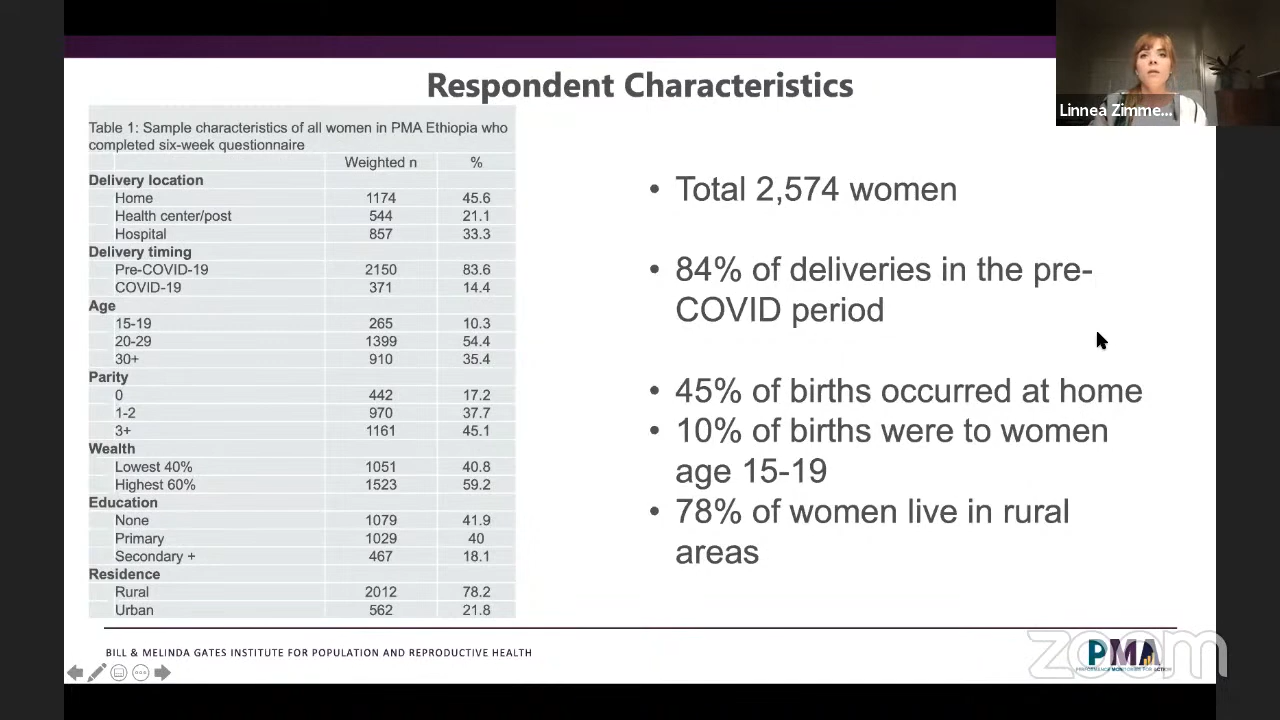 Respondent Characteristics
Linnea Zimme...
Table 1: Sample characteristics of all women in PMA Ethiopia who
completed six-week questionnaire
Weighted n %
Delivery location
Home 1174 45.6
Health center/post 544 21.1
Hospital 857 33.3
Delivery timing
Pre-COVID-19 2150 83.6
COVID-19 371 14.4
Age
15-19 265 10.3
20-29 1399 54.4
30+ 910 35.4
Parity
0 442 17.2
1-2 970 37.7
3+ 1161 45.1
Wealth
Lowest 40% 1051 40.8
Highest 60% 1523 59.2
Education
None 1079 41.9
Primary 1029 40
Secondary + 467 18.1
Residence
Rural 2012 78.2
Urban 562 21.8
• Total 2,574 women
• 84% of deliveries in the pre-
COVID period
• 45% of births occurred at home
• 10% of births were to women
age 15-19
• 78% of women live in rural
areas
BILL & MELINDA GATES INSTITUTE FOR POPULATION AND REPRODUCTIVE HEALTH
PMA
PERFORMANCE MONITORING FOR ACTION
zoom